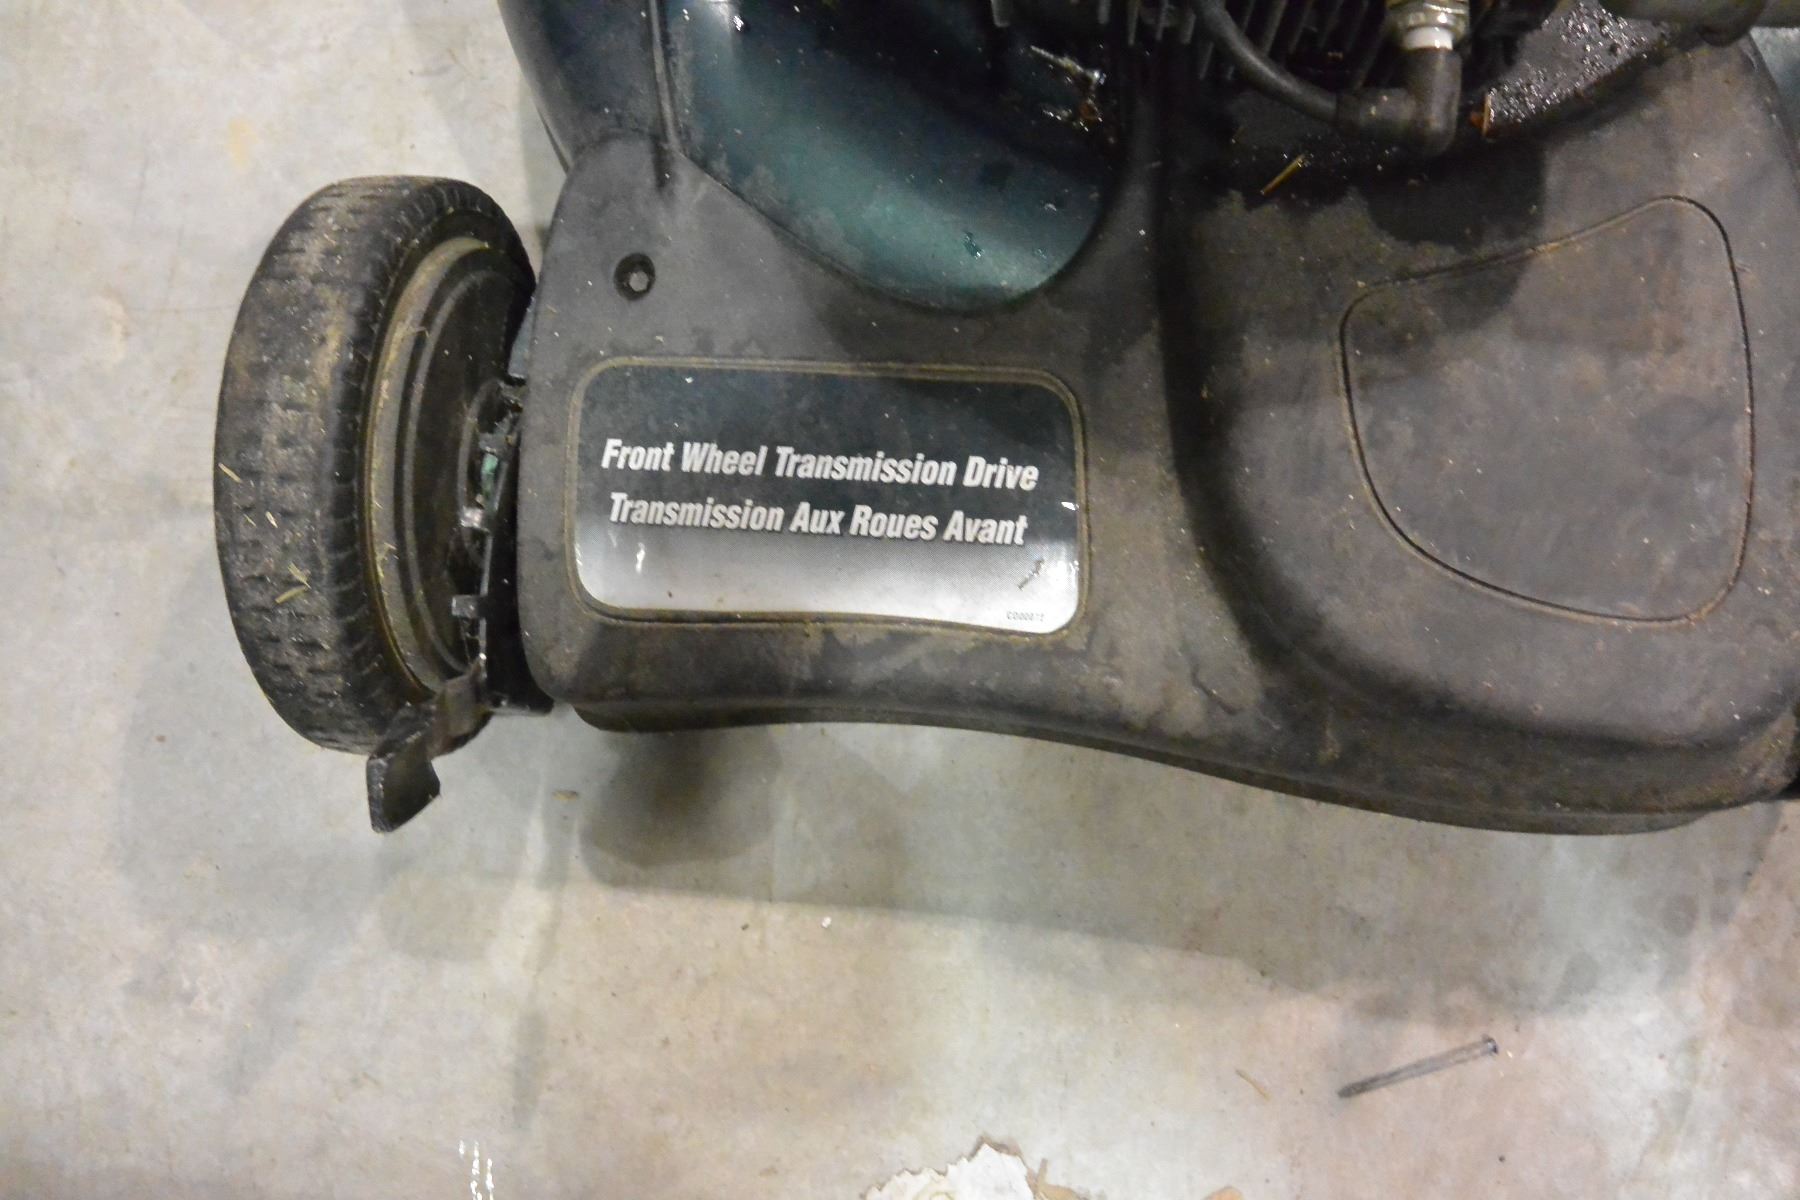 Front Wheel Transmission Drive
Transmission Aux Roues Avant